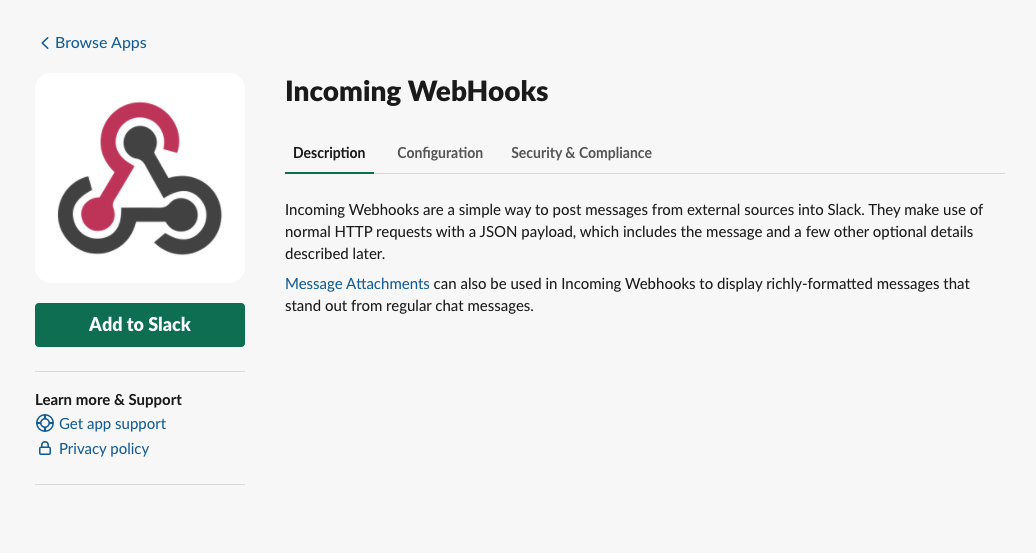 Browse Apps
Incoming WebHooks
Description Configuration Security & Compliance
Incoming Webhooks are a simple way to post messages from external sources into Slack. They make use of
normal HTTP requests with a JSON payload, which includes the message and a few other optional details
described later.
Message Attachments can also be used in Incoming Webhooks to display richly-formatted messages that
stand out from regular chat messages.
Add to Slack
Learn more & Support
Get app support
Privacy policy